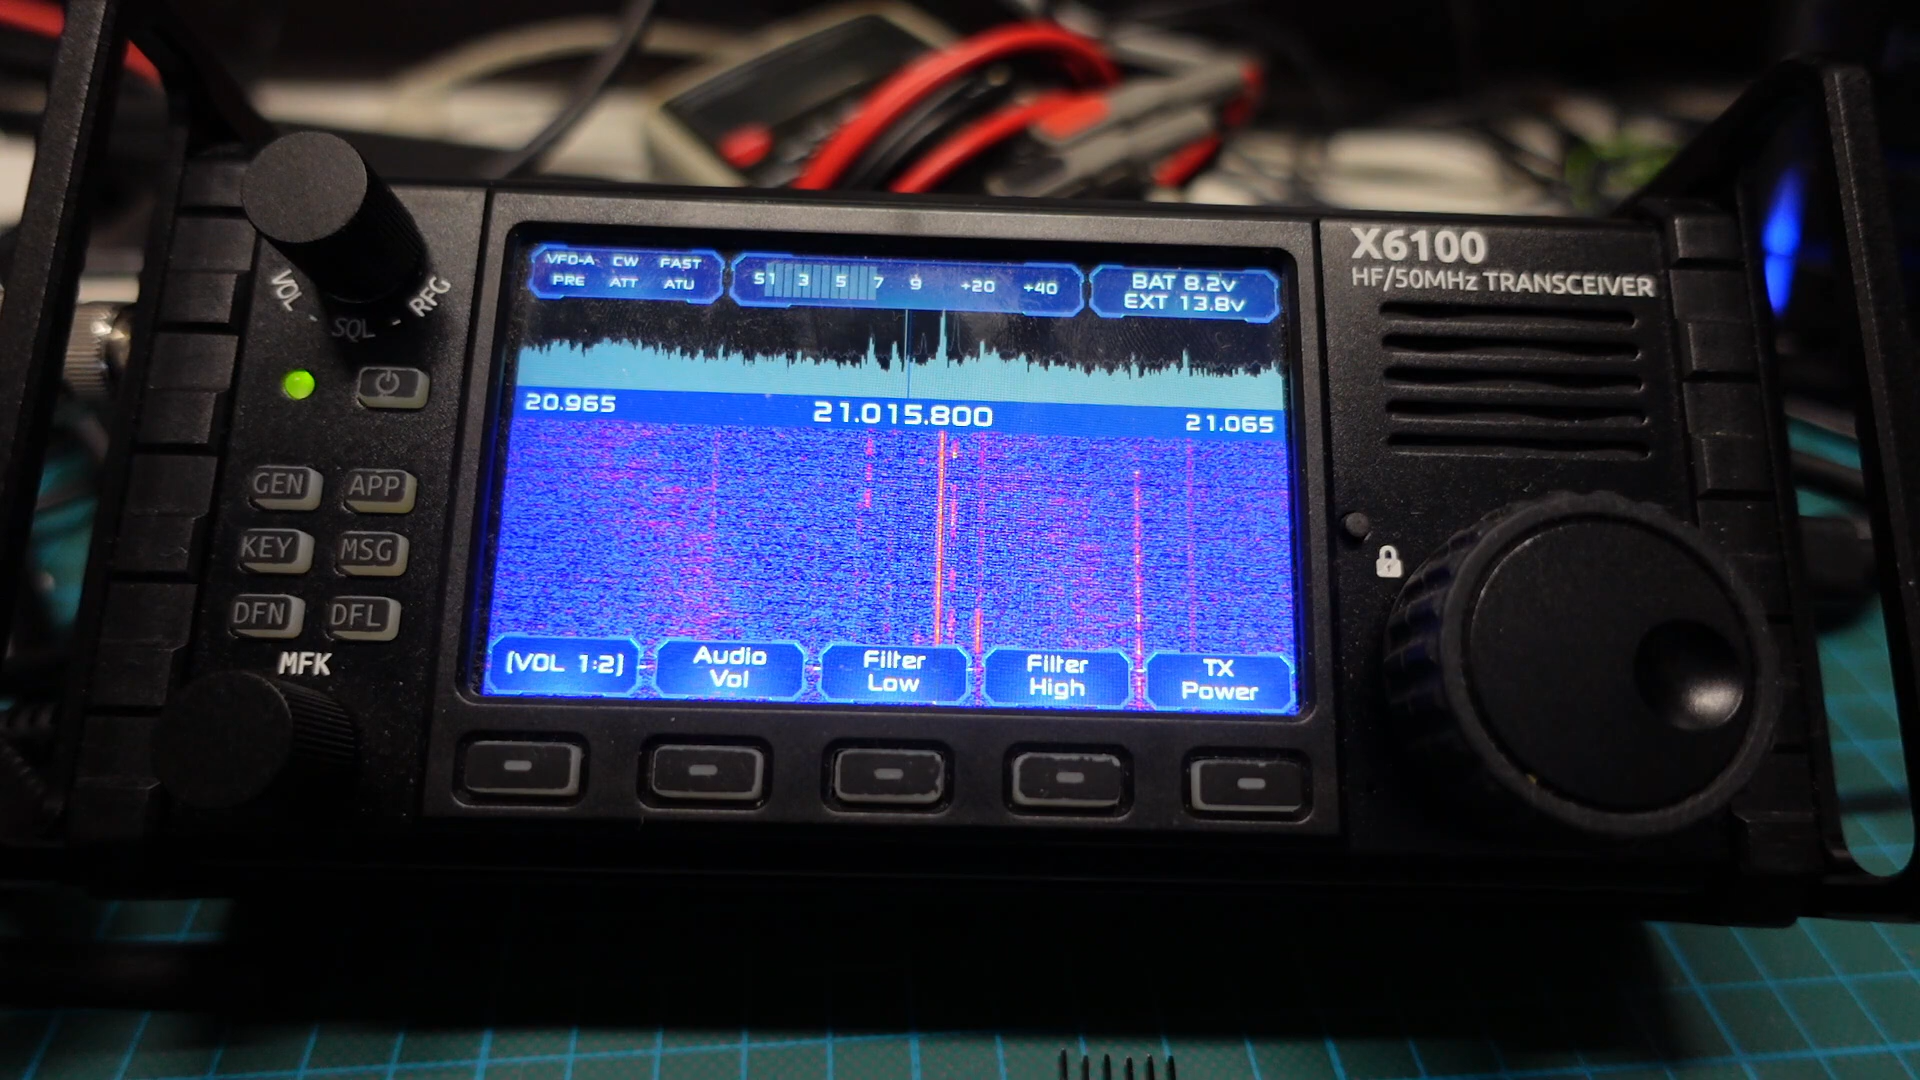 X6100
HF/50MHz TRANSCEIVER
VOL - SQL - RFG
VFO-A CW FAST
PRE ATT ATU
S1 3 5 7 9 +20 +40
BAT 8.2v
EXT 13.8v
20.965 21.015.800 21.065
GEN APP
KEY MSG
DFN DFL
MFK
[VOL 1:2]
Audio
Vol
Filter
Low
Filter
High
TX
Power